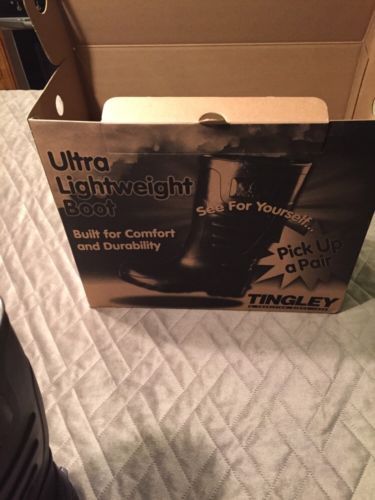 Ultra
Lightweight
Boot
Built for Comfort
and Durability
See For Yourself...
Pick Up
a Pair
TINGLEY